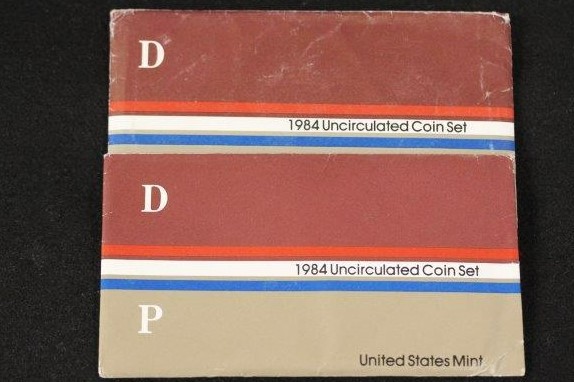 D
1984 Uncirculated Coin Set
D
1984 Uncirculated Coin Set
P
United States Mint